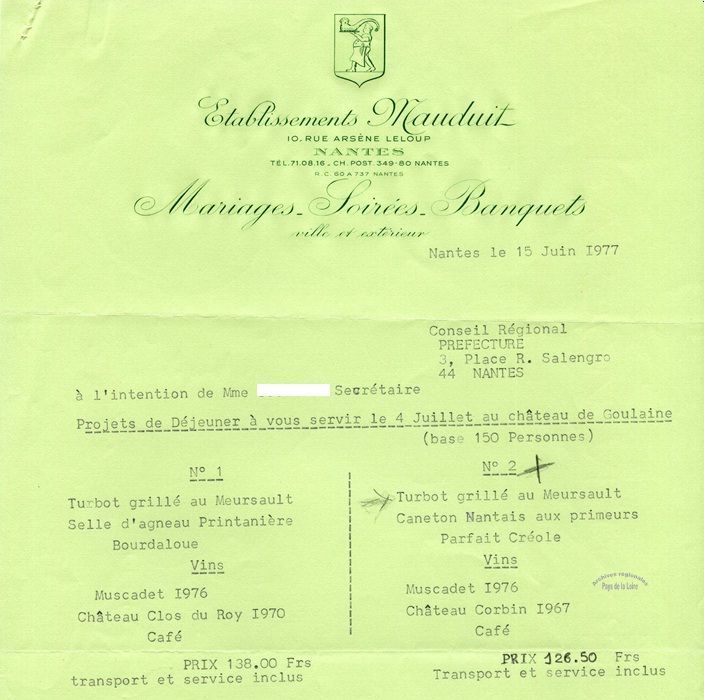 Etablissements Mauduit
10, RUE ARSÈNE LELOUP
NANTES
TÉL. 71.08.16 _ CH. POST. 349-80 NANTES
R.C. 60 A 737 NANTES
Mariages _ Soirées _ Banquets
ville et extérieur
Nantes le 15 Juin I977
Conseil Régional
PREFECTURE
3, Place R. Salengro
44 NANTES
à l'intention de Mme Secrétaire
Projets de Déjeuner à vous servir le 4 Juillet au château de Goulaine
(base 150 Personnes)
N° 1
Turbot grillé au Meursault
Selle d'agneau Printanière
Bourdaloue
Vins
Muscadet I976
Château Clos du Roy I970
Café
PRIX 138.00 Frs
transport et service inclus
N° 2
Turbot grillé au Meursault
Caneton Nantais aux primeurs
Parfait Créole
Vins
Muscadet I976
Château Corbin I967
Café
PRIX 126.50 Frs
Transport et service inclus
Archives régionales
Pays de la Loire